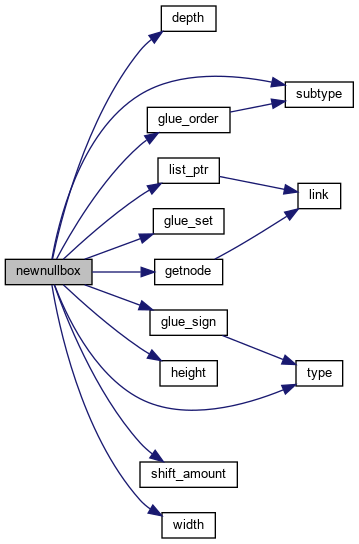 depth
subtype
glue_order
list_ptr
link
glue_set
newnullbox
getnode
glue_sign
height
type
shift_amount
width